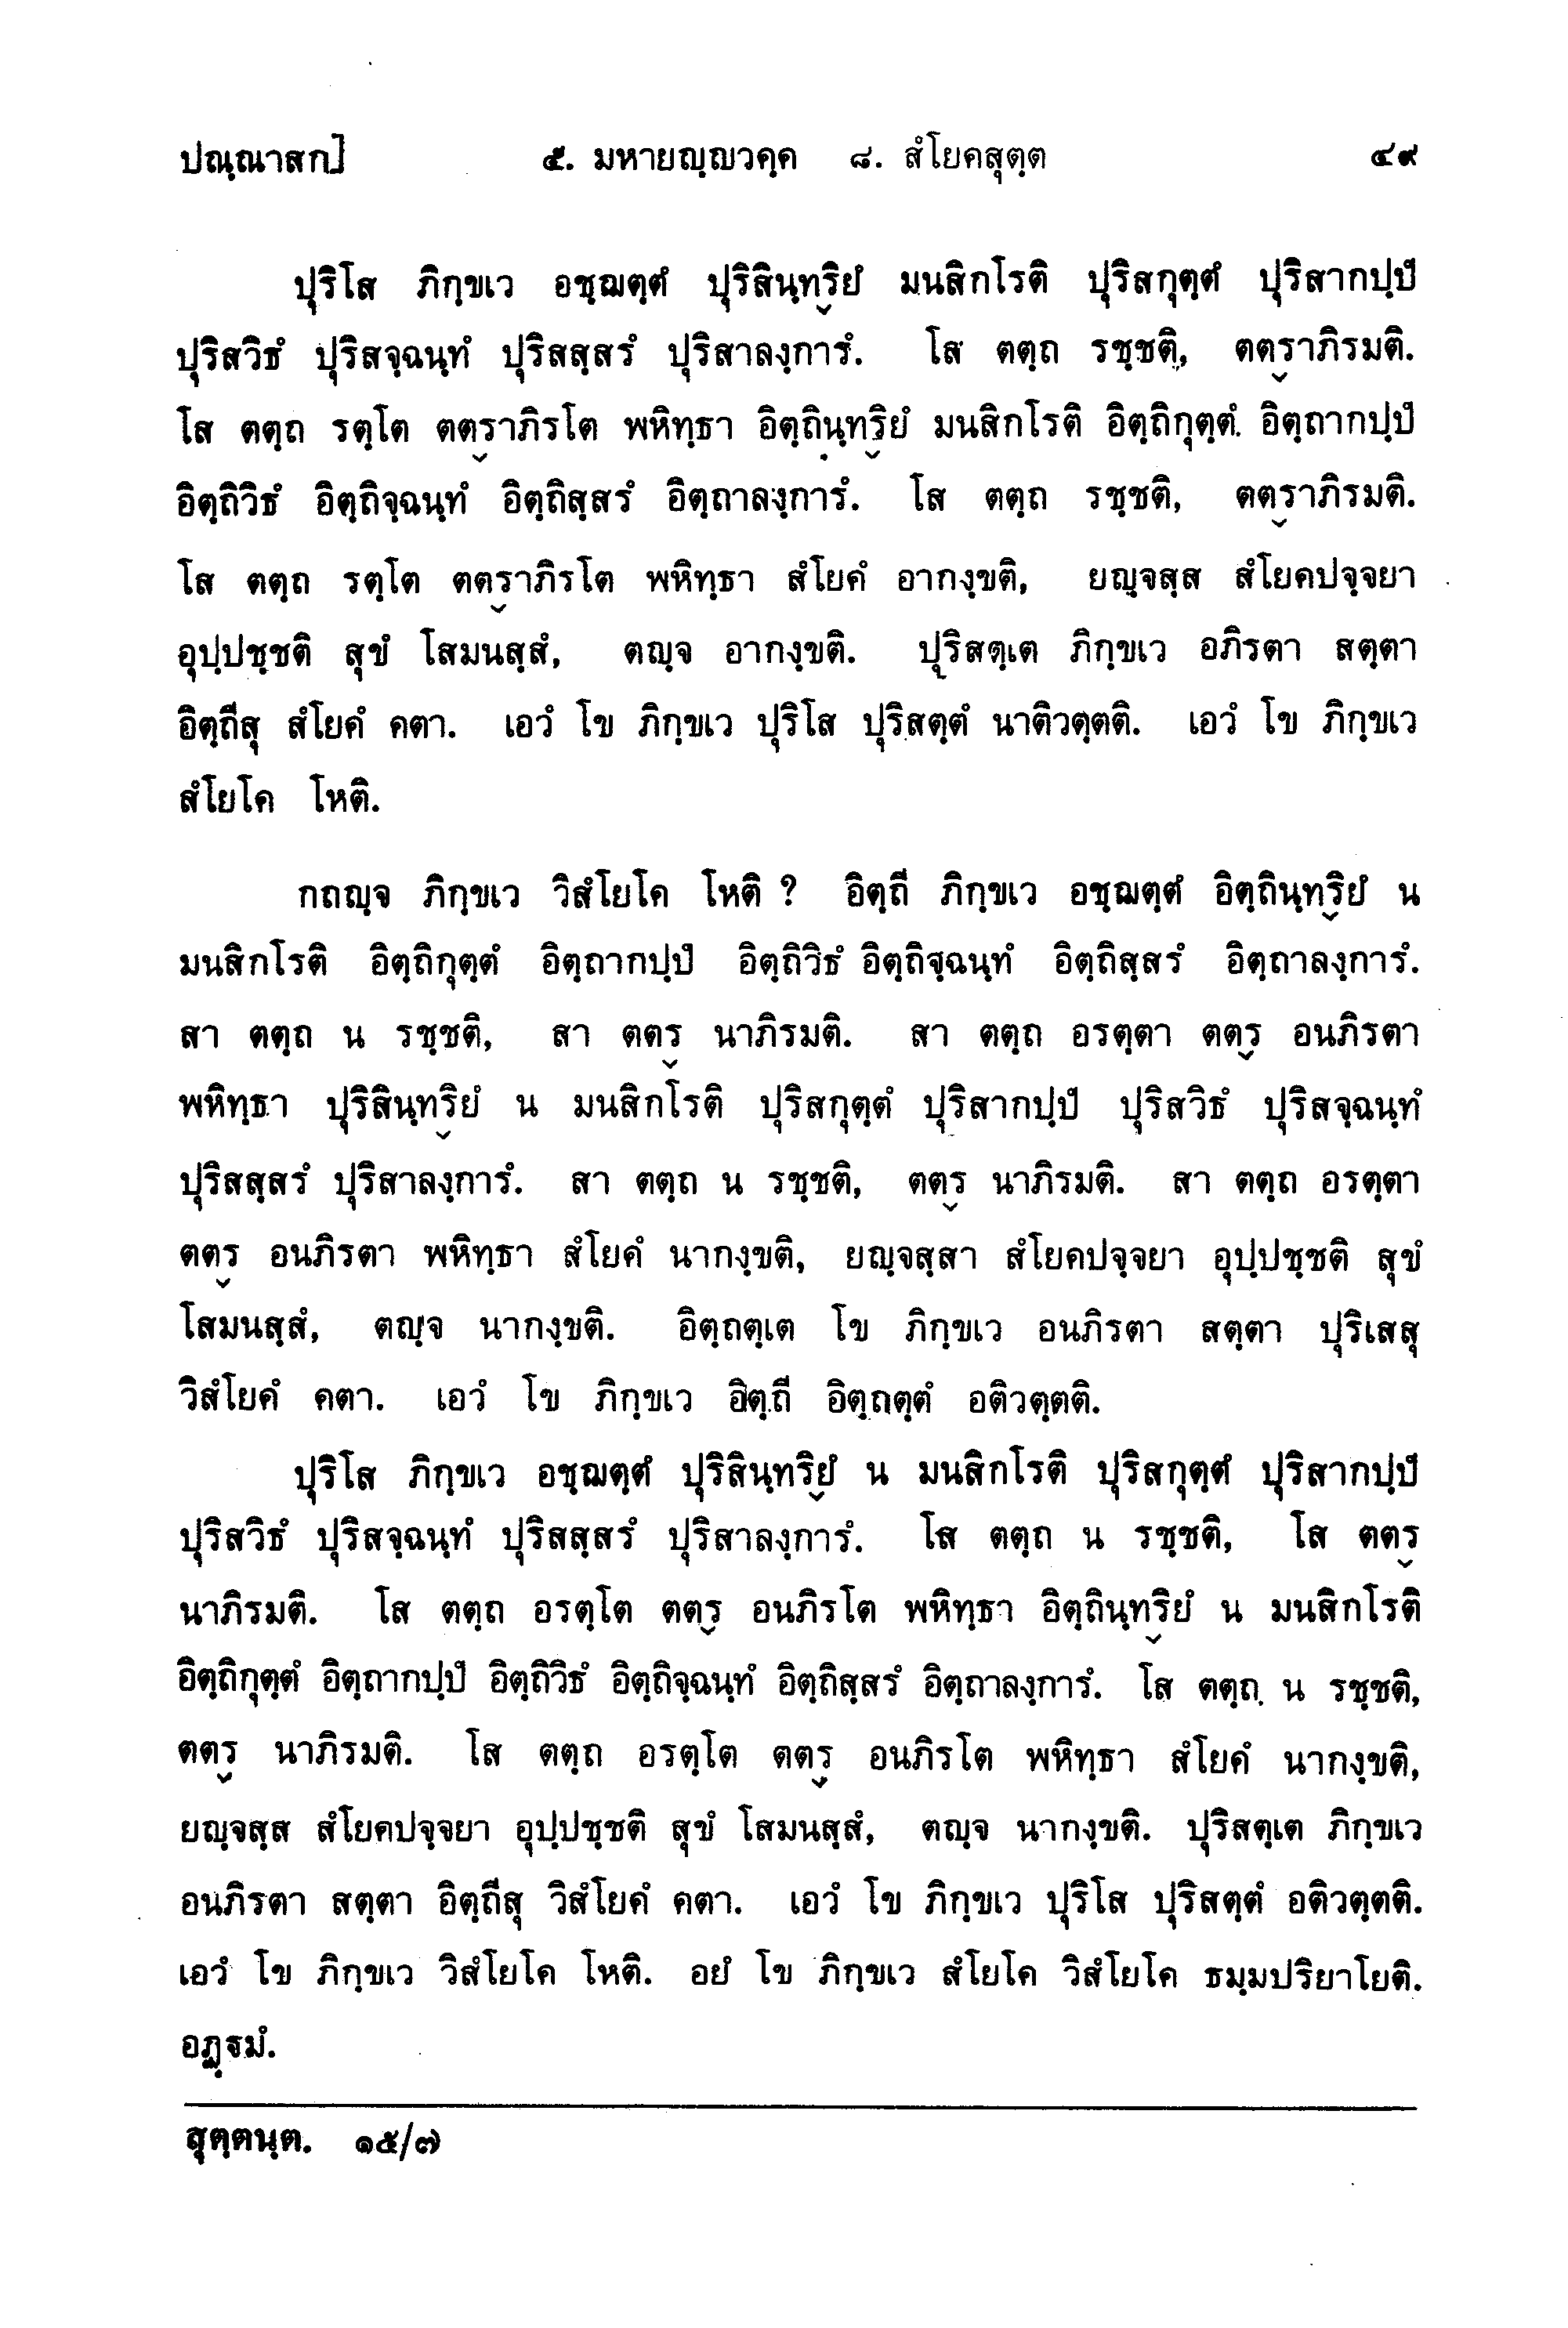 ปณฺณาสก]	๕. มหายญฺญวคฺค ๘. สํโยคสุตฺต	๔๙
ปุริโส ภิกฺขเว อชฺฌตฺตํ ปุริสินฺทฺริยํ มนสิกโรติ ปุริสกุตฺตํ ปุริสากปฺปํ
ปุริสวิธํ ปุริสจฺฉนฺทํ ปุริสสฺสรํ ปุริสาลงฺการํ. โส ตตฺถ รชฺชติ, ตตฺราภิรมติ.
โส ตตฺถ รตฺโต ตตฺราภิรโต พหิทฺธา อิตฺถินฺทฺริยํ มนสิกโรติ อิตฺถิกุตฺตํ อิตฺถากปฺปํ
อิตฺถิวิธํ อิตฺถิจฺฉนฺทํ อิตฺถิสฺสรํ อิตฺถาลงฺการํ. โส ตตฺถ รชฺชติ, ตตฺราภิรมติ.
โส ตตฺถ รตฺโต ตตฺราภิรโต พหิทฺธา สํโยคํ อากงฺขติ, ยญฺจสฺส สํโยคปจฺจยา
อุปฺปชฺชติ สุขํ โสมนสฺสํ, ตญฺจ อากงฺขติ. ปุริสตฺเต ภิกฺขเว อภิรตา สตฺตา
อิตฺถีสุ สํโยคํ คตา. เอวํ โข ภิกฺขเว ปุริโส ปุริสตฺตํ นาติวตฺตติ. เอวํ โข ภิกฺขเว
สํโยโค โหติ.
กถญฺจ ภิกฺขเว วิสํโยโค โหติ ? อิตฺถี ภิกฺขเว อชฺฌตฺตํ อิตฺถินฺทฺริยํ น
มนสิกโรติ อิตฺถิกุตฺตํ อิตฺถากปฺปํ อิตฺถิวิธํ อิตฺถิจฺฉนฺทํ อิตฺถิสฺสรํ อิตฺถาลงฺการํ.
สา ตตฺถ น รชฺชติ, สา ตตฺร นาภิรมติ. สา ตตฺถ อรตฺตา ตตฺร อนภิรตา
พหิทฺธา ปุริสินฺทฺริยํ น มนสิกโรติ ปุริสกุตฺตํ ปุริสากปฺปํ ปุริสวิธํ ปุริสจฺฉนฺทํ
ปุริสสฺสรํ ปุริสาลงฺการํ. สา ตตฺถ น รชฺชติ, ตตฺร นาภิรมติ. สา ตตฺถ อรตฺตา
ตตฺร อนภิรตา พหิทฺธา สํโยคํ นากงฺขติ, ยญฺจสฺสา สํโยคปจฺจยา อุปฺปชฺชติ สุขํ
โสมนสฺสํ, ตญฺจ นากงฺขติ. อิตฺถตฺเต โข ภิกฺขเว อนภิรตา สตฺตา ปุริเสสุ
วิสํโยคํ คตา. เอวํ โข ภิกฺขเว อิตฺถี อิตฺถตฺตํ อติวตฺตติ.
ปุริโส ภิกฺขเว อชฺฌตฺตํ ปุริสินฺทฺริยํ น มนสิกโรติ ปุริสกุตฺตํ ปุริสากปฺปํ
ปุริสวิธํ ปุริสจฺฉนฺทํ ปุริสสฺสรํ ปุริสาลงฺการํ. โส ตตฺถ น รชฺชติ, โส ตตฺร
นาภิรมติ. โส ตตฺถ อรตฺโต ตตฺร อนภิรโต พหิทฺธา อิตฺถินฺทฺริยํ น มนสิกโรติ
อิตฺถิกุตฺตํ อิตฺถากปฺปํ อิตฺถิวิธํ อิตฺถิจฺฉนฺทํ อิตฺถิสฺสรํ อิตฺถาลงฺการํ. โส ตตฺถ น รชฺชติ,
ตตฺร นาภิรมติ. โส ตตฺถ อรตฺโต ตตฺร อนภิรโต พหิทฺธา สํโยคํ นากงฺขติ,
ยญฺจสฺส สํโยคปจฺจยา อุปฺปชฺชติ สุขํ โสมนสฺสํ, ตญฺจ นากงฺขติ. ปุริสตฺเต ภิกฺขเว
อนภิรตา สตฺตา อิตฺถีสุ วิสํโยคํ คตา. เอวํ โข ภิกฺขเว ปุริโส ปุริสตฺตํ อติวตฺตติ.
เอวํ โข ภิกฺขเว วิสํโยโค โหติ. อยํ โข ภิกฺขเว สํโยโค วิสํโยโค ธมฺมปริยาโยติ.
อฏฺฐมํ.
สุตฺตนฺต. ๑๕/๗